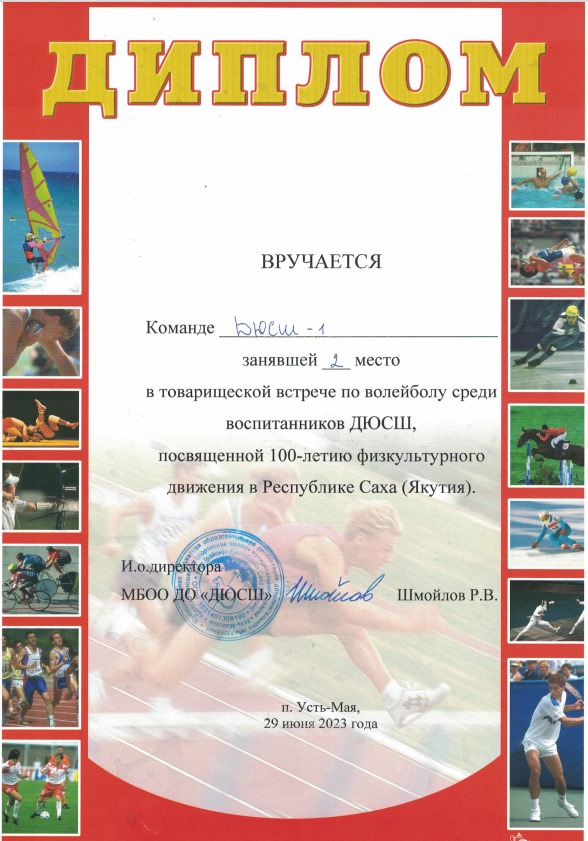 ДИПЛОМ
ВРУЧАЕТСЯ
Команде ДЮСШ-1
занявшей 2 место
в товарищеской встрече по волейболу среди
воспитанников ДЮСШ,
посвященной 100-летию физкультурного
движения в Республике Саха (Якутия).
И.о.директора
МБОО ДО «ДЮСШ» Шмойлов Шмойлов Р.В.
п. Усть-Мая,
29 июня 2023 года